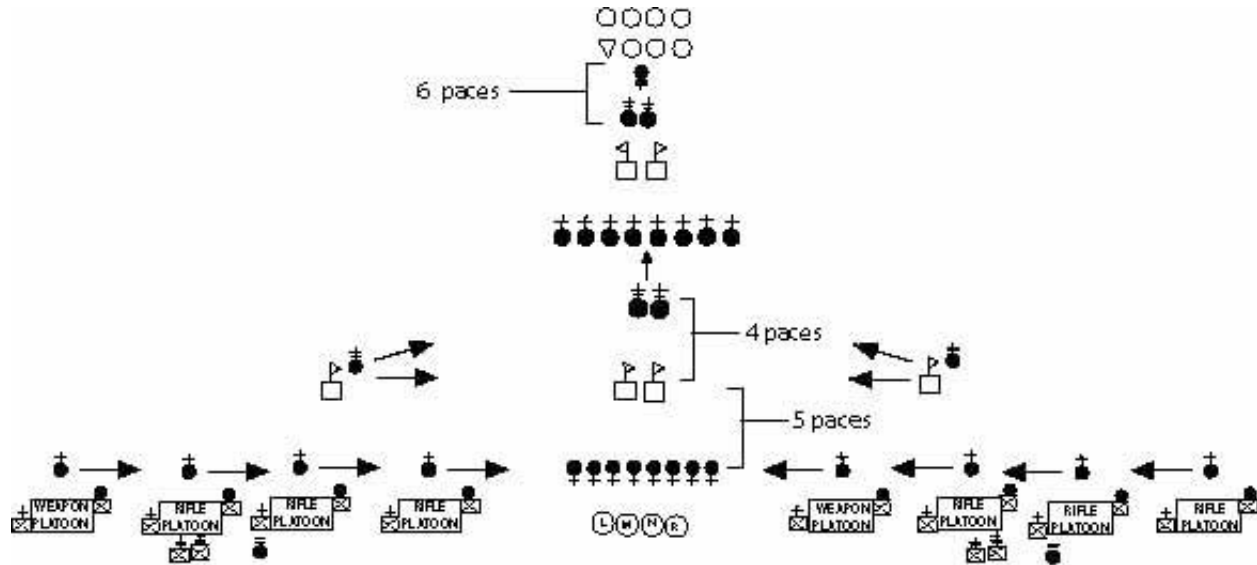 6 paces
4 paces
5 paces
WEAPON
PLATOON
RIFLE
PLATOON
RIFLE
PLATOON
RIFLE
PLATOON
L M N R
WEAPON
PLATOON
RIFLE
PLATOON
RIFLE
PLATOON
RIFLE
PLATOON